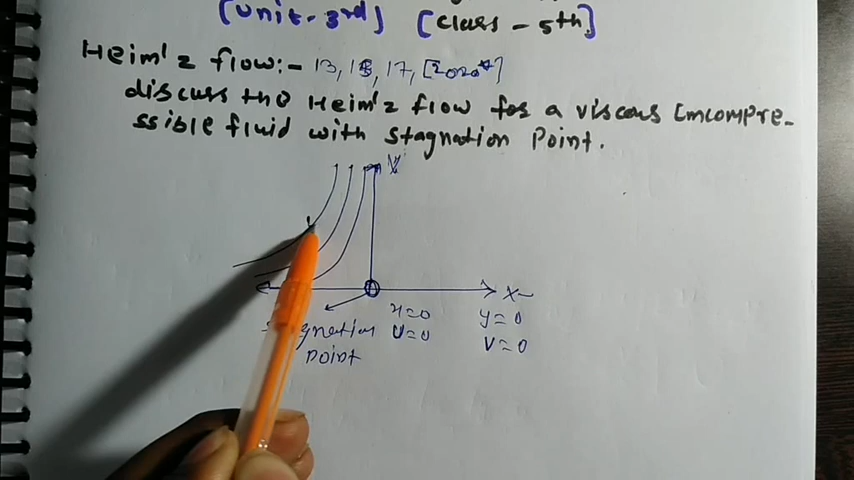 [Unit-3rd] [Class-5th]
Heim'z flow:- 13, 15, 17, [2020*]
discuss the Heim'z flow for a viscous Incompre-
ssible fluid with stagnation Point.
Y
X
x=0 y=0
stagnation U=0 V=0
point